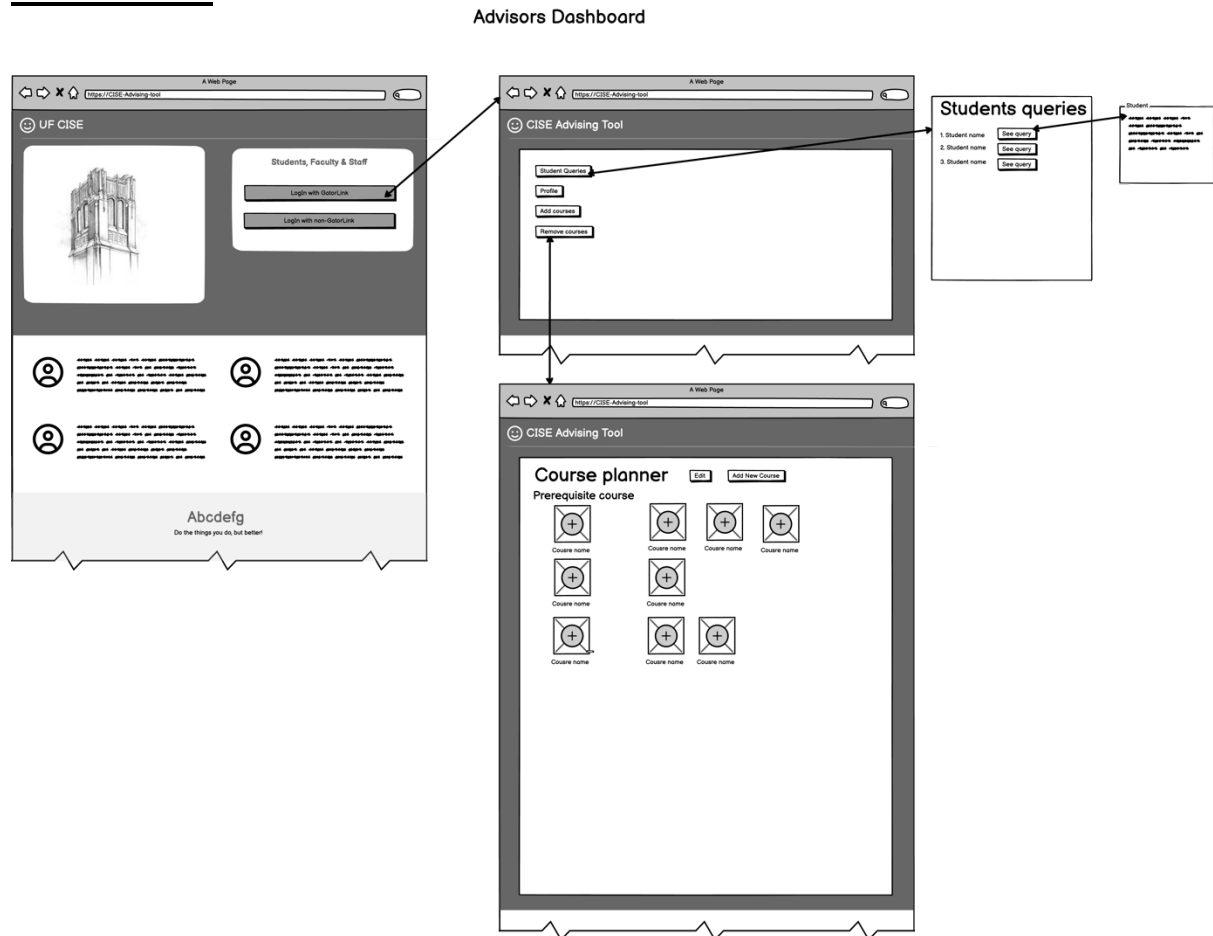 Advisors Dashboard
A Web Page
https://CISE-Advising-tool
UF CISE
Students, Faculty & Staff
LogIn with GatorLink
LogIn with non-GatorLink
Abcdefg
Do the things you do, but better!
A Web Page
https://CISE-Advising-tool
CISE Advising Tool
Student Queries
Profile
Add courses
Remove courses
Students queries
1. Student name See query
2. Student name See query
3. Student name See query
Student
A Web Page
https://CISE-Advising-tool
CISE Advising Tool
Course planner Edit Add New Course
Prerequisite course
Cousre name Cousre name Cousre name Cousre name
Cousre name Cousre name
Cousre name Cousre name Cousre name